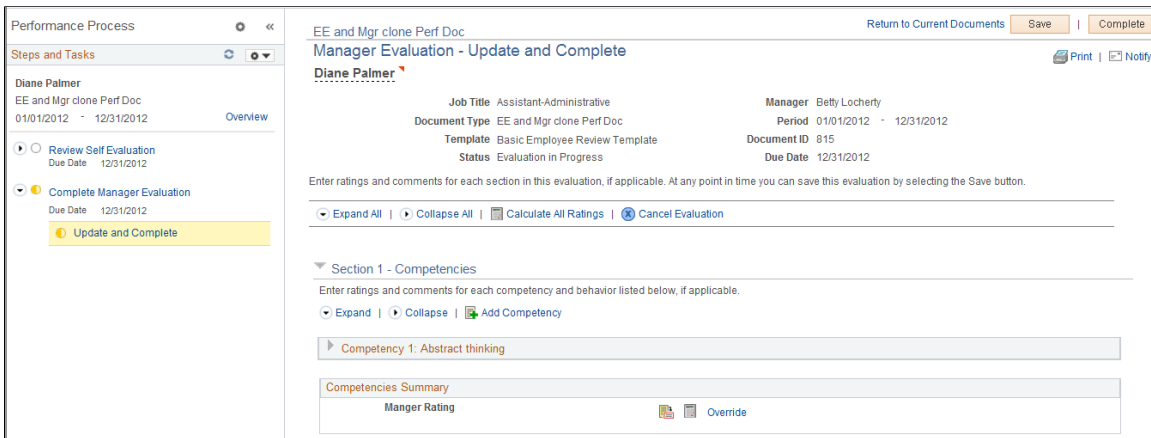 Performance Process
Steps and Tasks
Diane Palmer
EE and Mgr clone Perf Doc
01/01/2012 - 12/31/2012 Overview
Review Self Evaluation
Due Date 12/31/2012
Complete Manager Evaluation
Due Date 12/31/2012
Update and Complete
EE and Mgr clone Perf Doc
Return to Current Documents Save | Complete
Manager Evaluation - Update and Complete
Print | Notify
Diane Palmer
Job Title Assistant-Administrative Manager Betty Locherty
Document Type EE and Mgr clone Perf Doc Period 01/01/2012 - 12/31/2012
Template Basic Employee Review Template Document ID 815
Status Evaluation in Progress Due Date 12/31/2012
Enter ratings and comments for each section in this evaluation, if applicable. At any point in time you can save this evaluation by selecting the Save button.
Expand All | Collapse All | Calculate All Ratings | Cancel Evaluation
Section 1 - Competencies
Enter ratings and comments for each competency and behavior listed below, if applicable.
Expand | Collapse | Add Competency
Competency 1: Abstract thinking
Competencies Summary
Manger Rating Override